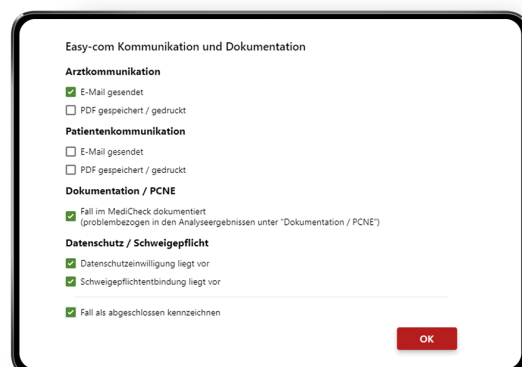 Easy-com Kommunikation und Dokumentation
Arztkommunikation
E-Mail gesendet
PDF gespeichert / gedruckt
Patientenkommunikation
E-Mail gesendet
PDF gespeichert / gedruckt
Dokumentation / PCNE
Fall im MediCheck dokumentiert
(problembezogen in den Analyseergebnissen unter "Dokumentation / PCNE")
Datenschutz / Schweigepflicht
Datenschutzeinwilligung liegt vor
Schweigepflichtentbindung liegt vor
Fall als abgeschlossen kennzeichnen
OK